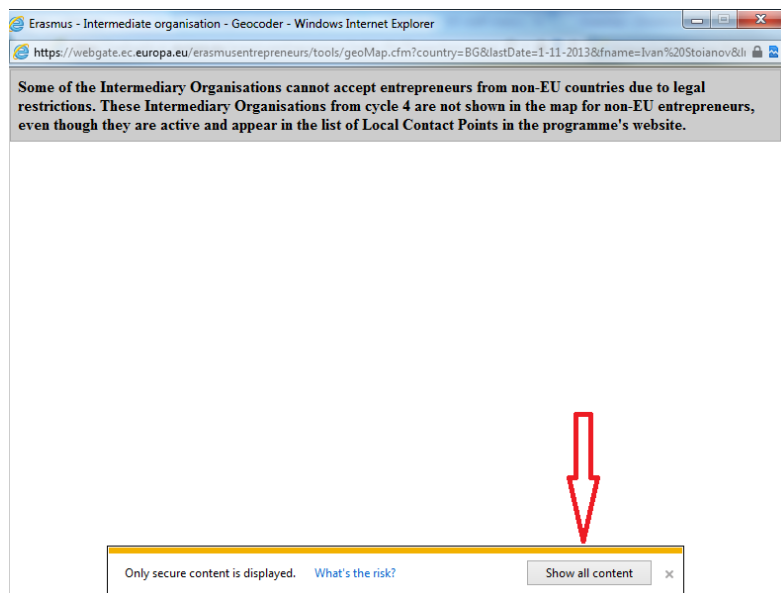 Erasmus - Intermediate organisation - Geocoder - Windows Internet Explorer
https://webgate.ec.europa.eu/erasmusentrepreneurs/tools/geoMap.cfm?country=BG&lastDate=1-11-2013&fname=Ivan%20Stoianov&
Some of the Intermediary Organisations cannot accept entrepreneurs from non-EU countries due to legal
restrictions. These Intermediary Organisations from cycle 4 are not shown in the map for non-EU entrepreneurs,
even though they are active and appear in the list of Local Contact Points in the programme's website.
Only secure content is displayed. What's the risk? Show all content